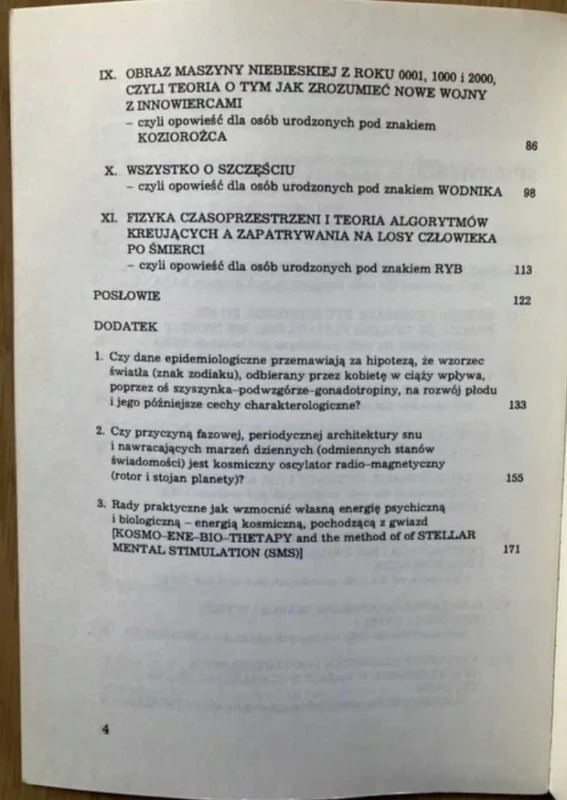 IX. OBRAZ MASZYNY NIEBIESKIEJ Z ROKU 0001, 1000 i 2000,
CZYLI TEORIA O TYM JAK ZROZUMIEĆ NOWE WOJNY
Z INNOWIERCAMI
– czyli opowieść dla osób urodzonych pod znakiem
KOZIOROŻCA 86
X. WSZYSTKO O SZCZĘŚCIU
– czyli opowieść dla osób urodzonych pod znakiem WODNIKA 98
XI. FIZYKA CZASOPRZESTRZENI I TEORIA ALGORYTMÓW
KREUJĄCYCH A ZAPATRYWANIA NA LOSY CZŁOWIEKA
PO ŚMIERCI
– czyli opowieść dla osób urodzonych pod znakiem RYB 113
POSŁOWIE 122
DODATEK
1. Czy dane epidemiologiczne przemawiają za hipotezą, że wzorzec
światła (znak zodiaku), odbierany przez kobietę w ciąży wpływa,
poprzez oś szyszynka–podwzgórze–gonadotropiny, na rozwój płodu
i jego późniejsze cechy charakterologiczne? 133
2. Czy przyczyną fazowej, periodycznej architektury snu
i nawracających marzeń dziennych (odmiennych stanów
świadomości) jest kosmiczny oscylator radio–magnetyczny
(rotor i stojan planety)? 155
3. Rady praktyczne jak wzmocnić własną energię psychiczną
i biologiczną – energią kosmiczną, pochodzącą z gwiazd
[KOSMO–ENE–BIO–THETAPY and the method of of STELLAR
MENTAL STIMULATION (SMS)] 171
4